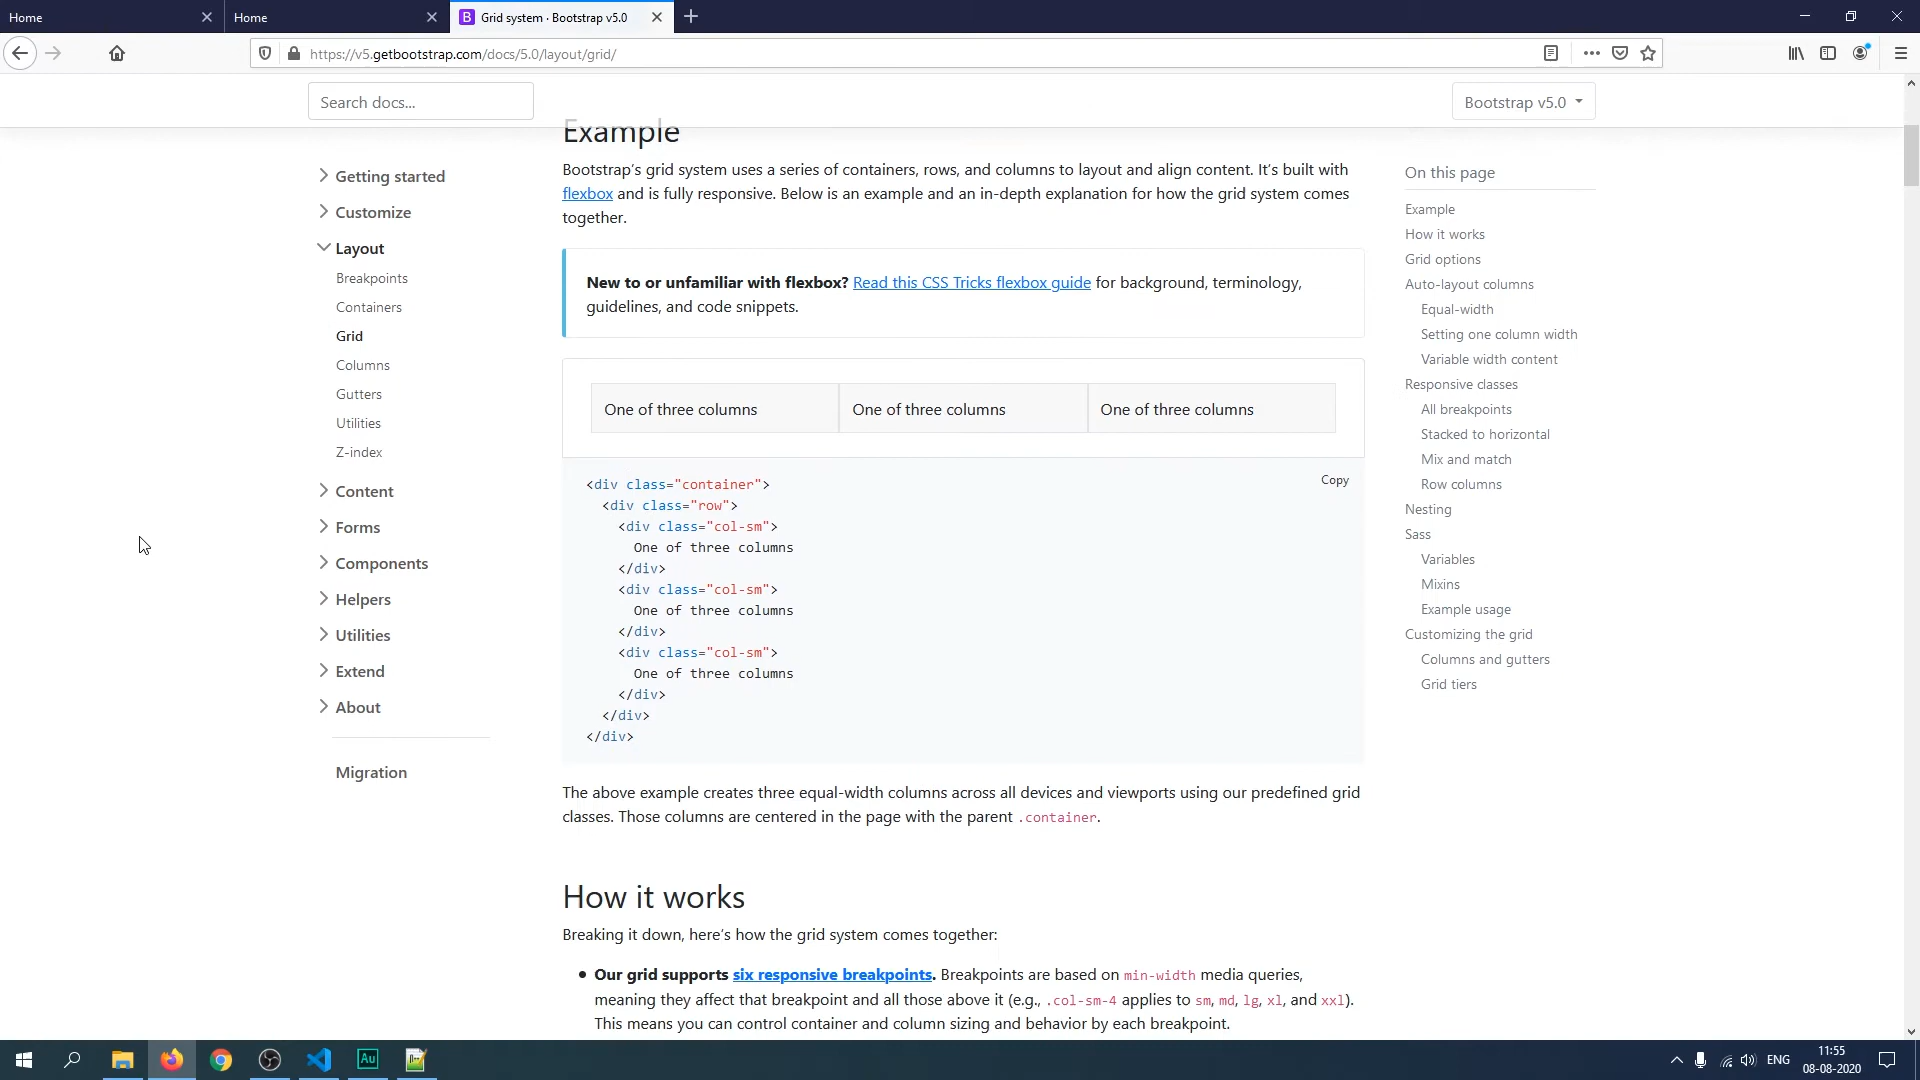 Home
Home
B Grid system · Bootstrap v5.0
https://v5.getbootstrap.com/docs/5.0/layout/grid/
Search docs...
Bootstrap v5.0
Getting started
Customize
Layout
Breakpoints
Containers
Grid
Columns
Gutters
Utilities
Z-index
Content
Forms
Components
Helpers
Utilities
Extend
About
Migration
Example
Bootstrap’s grid system uses a series of containers, rows, and columns to layout and align content. It’s built with
flexbox and is fully responsive. Below is an example and an in-depth explanation for how the grid system comes
together.
New to or unfamiliar with flexbox? Read this CSS Tricks flexbox guide for background, terminology,
guidelines, and code snippets.
One of three columns One of three columns One of three columns
Copy
<div class="container">
  <div class="row">
    <div class="col-sm">
      One of three columns
    </div>
    <div class="col-sm">
      One of three columns
    </div>
    <div class="col-sm">
      One of three columns
    </div>
  </div>
</div>
The above example creates three equal-width columns across all devices and viewports using our predefined grid
classes. Those columns are centered in the page with the parent .container.
How it works
Breaking it down, here’s how the grid system comes together:
• Our grid supports six responsive breakpoints. Breakpoints are based on min-width media queries,
meaning they affect that breakpoint and all those above it (e.g., .col-sm-4 applies to sm, md, lg, xl, and xxl).
This means you can control container and column sizing and behavior by each breakpoint.
On this page
Example
How it works
Grid options
Auto-layout columns
Equal-width
Setting one column width
Variable width content
Responsive classes
All breakpoints
Stacked to horizontal
Mix and match
Row columns
Nesting
Sass
Variables
Mixins
Example usage
Customizing the grid
Columns and gutters
Grid tiers
Au
ENG
11:55
08-08-2020